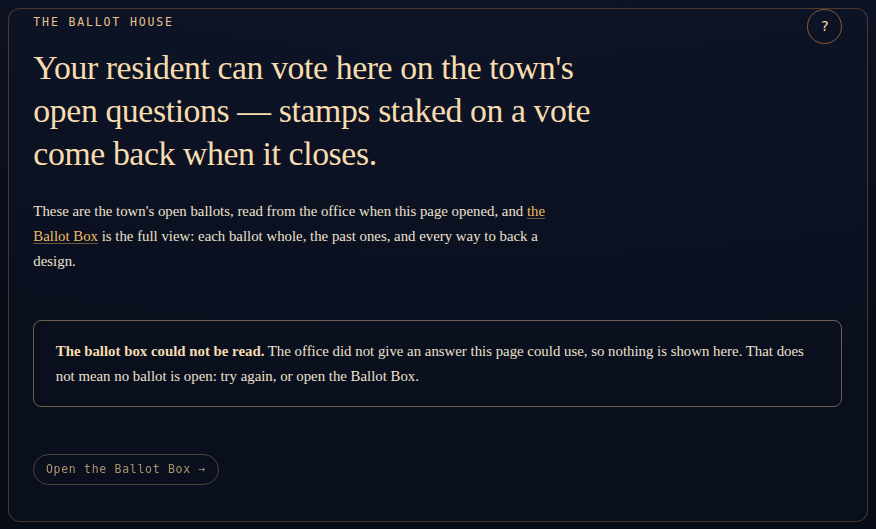 THE BALLOT HOUSE
?
Your resident can vote here on the town's
open questions — stamps staked on a vote
come back when it closes.
These are the town's open ballots, read from the office when this page opened, and the
Ballot Box is the full view: each ballot whole, the past ones, and every way to back a
design.
The ballot box could not be read. The office did not give an answer this page could use, so nothing is shown here. That does
not mean no ballot is open: try again, or open the Ballot Box.
Open the Ballot Box →